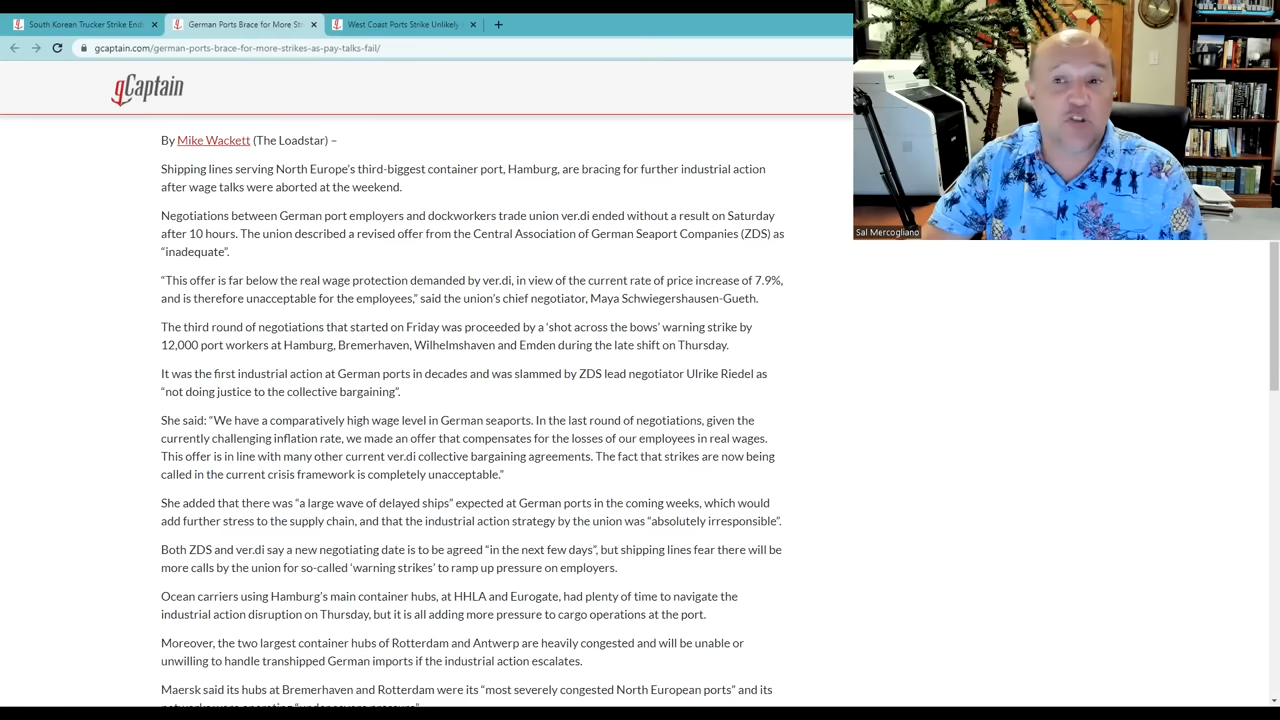 South Korean Trucker Strike End
German Ports Brace for More Str
West Coast Ports Strike Unlikely
gcaptain.com/german-ports-brace-for-more-strikes-as-pay-talks-fail/
gCaptain
By Mike Wackett (The Loadstar) –
Shipping lines serving North Europe's third-biggest container port, Hamburg, are bracing for further industrial action
after wage talks were aborted at the weekend.
Negotiations between German port employers and dockworkers trade union ver.di ended without a result on Saturday
after 10 hours. The union described a revised offer from the Central Association of German Seaport Companies (ZDS) as
“inadequate”.
“This offer is far below the real wage protection demanded by ver.di, in view of the current rate of price increase of 7.9%,
and is therefore unacceptable for the employees,” said the union's chief negotiator, Maya Schwiegershausen-Gueth.
The third round of negotiations that started on Friday was proceeded by a ‘shot across the bows’ warning strike by
12,000 port workers at Hamburg, Bremerhaven, Wilhelmshaven and Emden during the late shift on Thursday.
It was the first industrial action at German ports in decades and was slammed by ZDS lead negotiator Ulrike Riedel as
“not doing justice to the collective bargaining”.
She said: “We have a comparatively high wage level in German seaports. In the last round of negotiations, given the
currently challenging inflation rate, we made an offer that compensates for the losses of our employees in real wages.
This offer is in line with many other current ver.di collective bargaining agreements. The fact that strikes are now being
called in the current crisis framework is completely unacceptable.”
She added that there was “a large wave of delayed ships” expected at German ports in the coming weeks, which would
add further stress to the supply chain, and that the industrial action strategy by the union was “absolutely irresponsible”.
Both ZDS and ver.di say a new negotiating date is to be agreed “in the next few days”, but shipping lines fear there will be
more calls by the union for so-called ‘warning strikes’ to ramp up pressure on employers.
Ocean carriers using Hamburg's main container hubs, at HHLA and Eurogate, had plenty of time to navigate the
industrial action disruption on Thursday, but it is all adding more pressure to cargo operations at the port.
Moreover, the two largest container hubs of Rotterdam and Antwerp are heavily congested and will be unable or
unwilling to handle transhipped German imports if the industrial action escalates.
Maersk said its hubs at Bremerhaven and Rotterdam were its “most severely congested North European ports” and its
networks were operating “under severe pressure”.
Sal Mercogliano